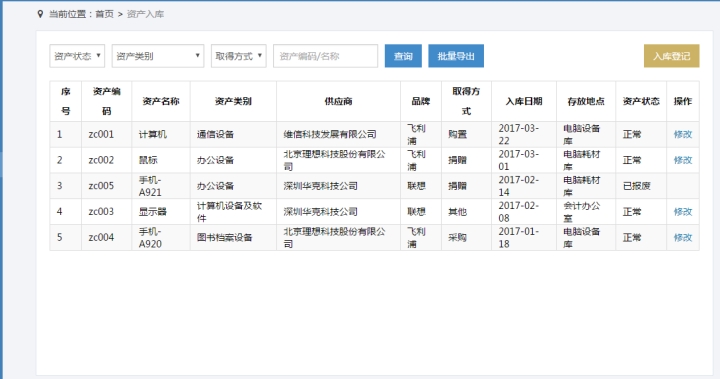 当前位置：首页 > 资产入库
资产状态 资产类别 取得方式 资产编码/名称 查询 批量导出 入库登记
序号 资产编码 资产名称 资产类别 供应商 品牌 取得方式 入库日期 存放地点 资产状态 操作
1 zc001 计算机 通信设备 维信科技发展有限公司 飞利浦 购置 2017-03-22 电脑设备库 正常 修改
2 zc002 鼠标 办公设备 北京理想科技股份有限公司 飞利浦 捐赠 2017-03-01 电脑耗材库 正常 修改
3 zc005 手机-A921 办公设备 深圳华克科技公司 联想 捐赠 2017-02-14 电脑耗材库 已报废
4 zc003 显示器 计算机设备及软件 深圳华克科技公司 联想 其他 2017-02-08 会计办公室 正常 修改
5 zc004 手机-A920 图书档案设备 北京理想科技股份有限公司 飞利浦 采购 2017-01-18 电脑设备库 正常 修改